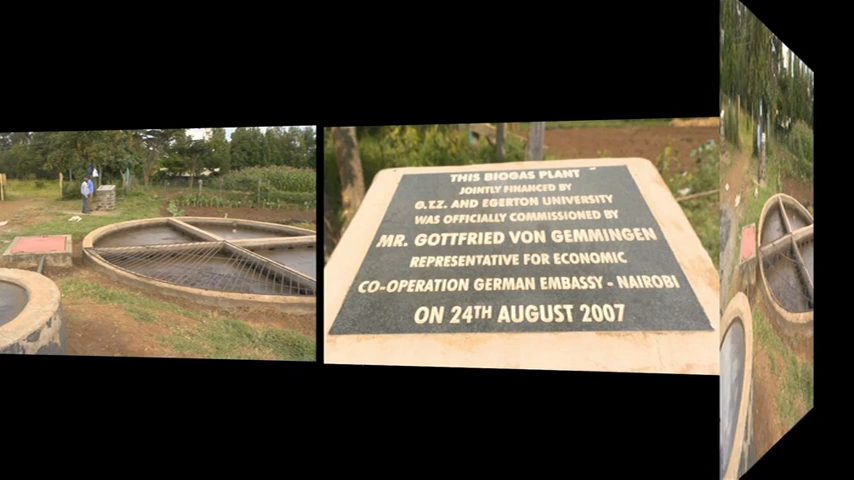 THIS BIOGAS PLANT
JOINTLY FINANCED BY
G.T.Z. AND EGERTON UNIVERSITY
WAS OFFICIALLY COMMISSIONED BY
MR. GOTTFRIED VON GEMMINGEN
REPRESENTATIVE FOR ECONOMIC
CO-OPERATION GERMAN EMBASSY - NAIROBI
ON 24TH AUGUST 2007